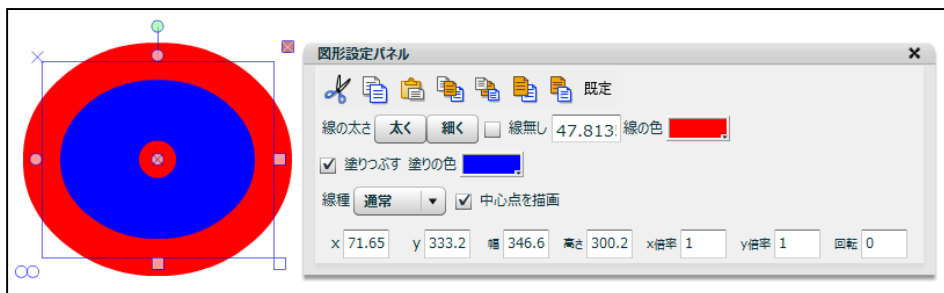 図形設定パネル
既定
線の太さ 太く 細く 線無し 47.813 線の色
塗りつぶす 塗りの色
線種 通常 中心点を描画
x 71.65 y 333.2 幅 346.6 高さ 300.2 x倍率 1 y倍率 1 回転 0